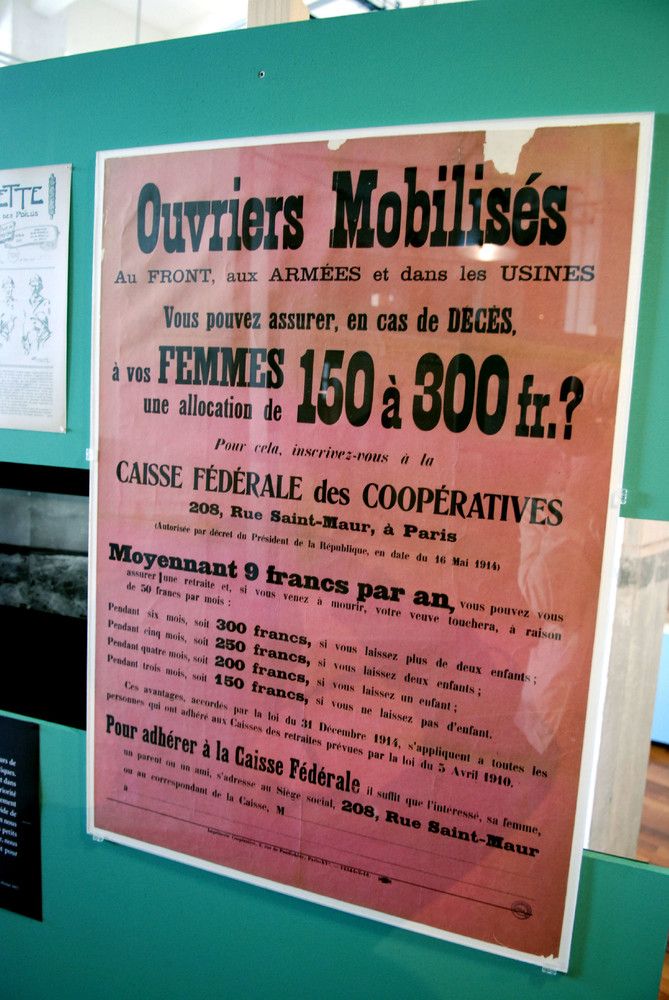 Ouvriers Mobilisés
Au FRONT, aux ARMÉES et dans les USINES
Vous pouvez assurer, en cas de DÉCÈS,
à vos FEMMES
une allocation de 150 à 300 fr.?
Pour cela, inscrivez-vous à la
CAISSE FÉDÉRALE des COOPÉRATIVES
208, Rue Saint-Maur, à Paris
(Autorisée par décret du Président de la République, en date du 16 Mai 1914)
Moyennant 9 francs par an, vous pouvez vous
assurer une retraite et, si vous venez à mourir, votre veuve touchera, à raison
de 50 francs par mois :
Pendant six mois, soit 300 francs, si vous laissez plus de deux enfants ;
Pendant cinq mois, soit 250 francs, si vous laissez deux enfants ;
Pendant quatre mois, soit 200 francs, si vous laissez un enfant ;
Pendant trois mois, soit 150 francs, si vous ne laissez pas d'enfant.
Ces avantages, accordés par la loi du 31 Décembre 1914, s'appliquent a toutes les
personnes qui ont adhéré aux Caisses des retraites prévues par la loi du 5 Avril 1910.
Pour adhérer à la Caisse Fédérale il suffit que l'intéressé, sa femme,
un parent ou un ami, s'adresse au Siège social, 208, Rue Saint-Maur
ou au correspondant de la Caisse, M
à
Imprimerie Coopérative,
ETTE
DES POILUS